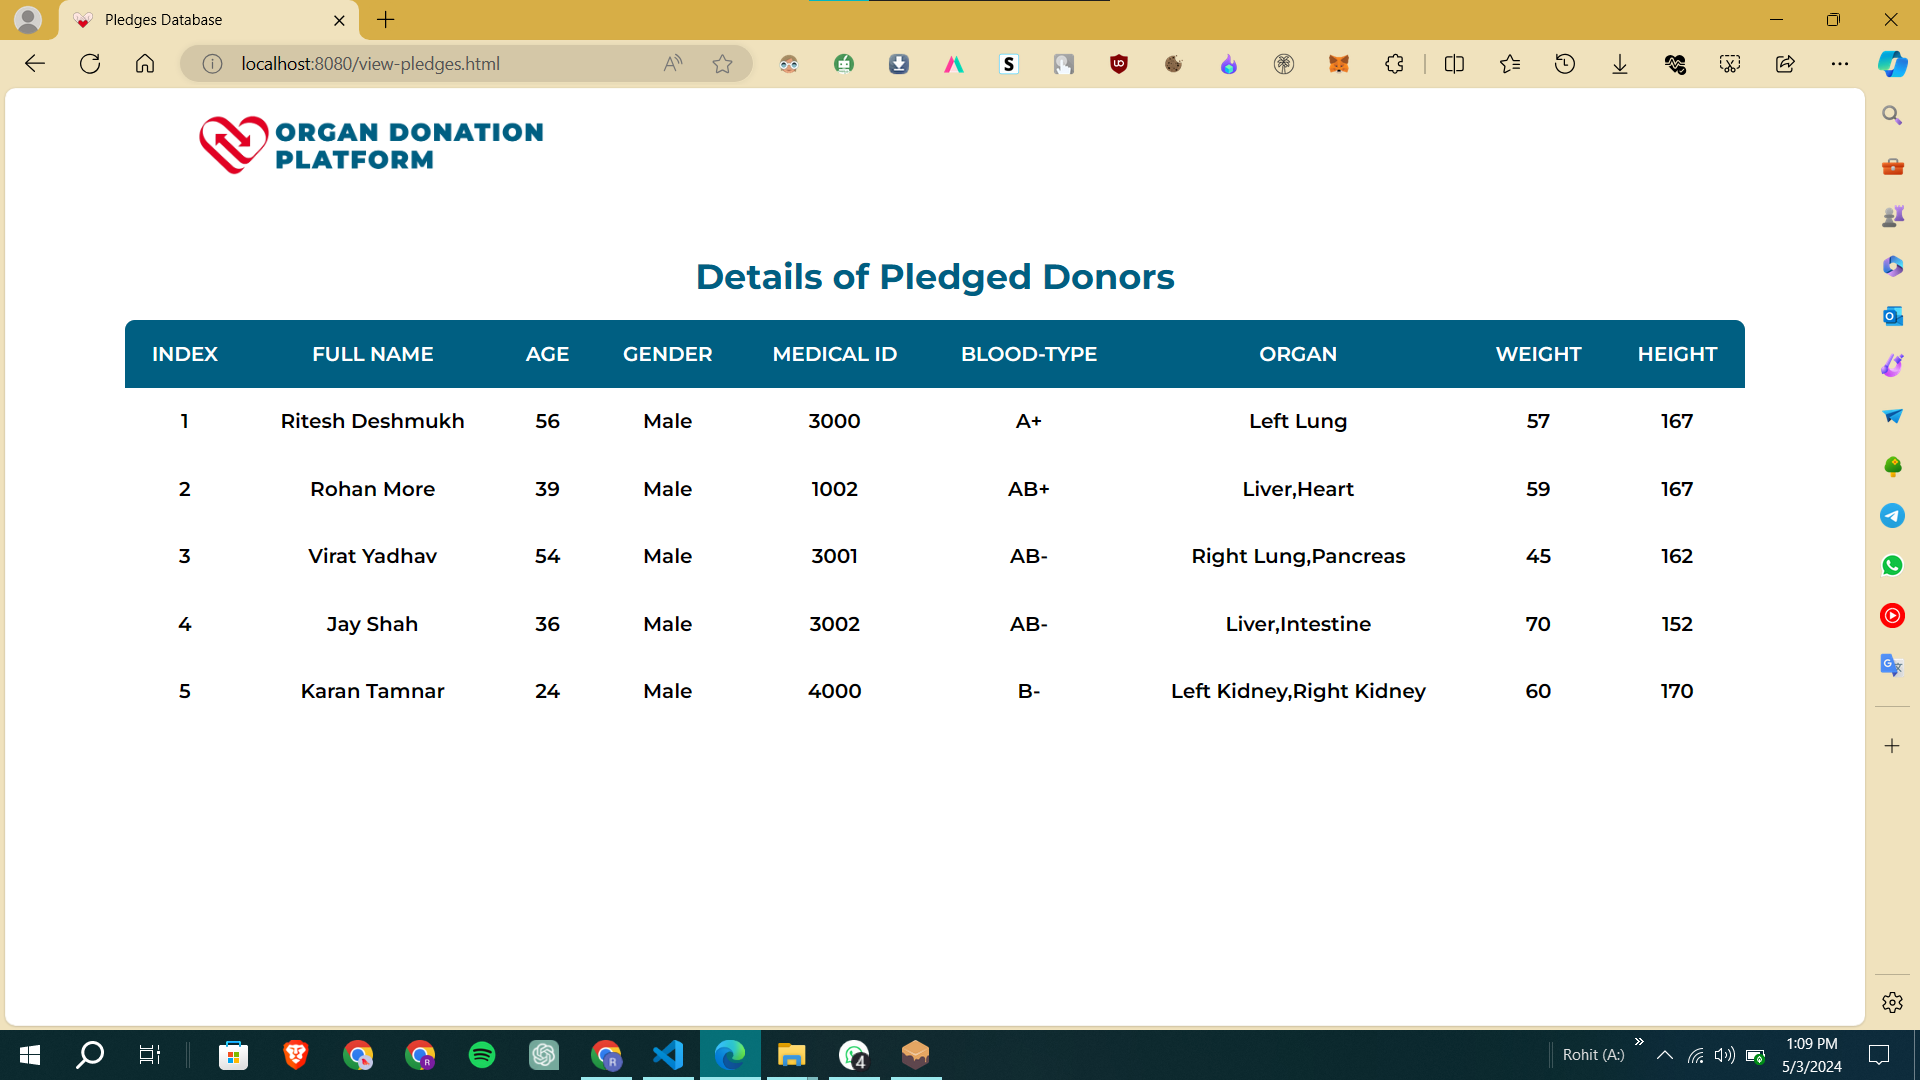 Pledges Database
localhost:8080/view-pledges.html
ORGAN DONATION
PLATFORM
Details of Pledged Donors
INDEX FULL NAME AGE GENDER MEDICAL ID BLOOD-TYPE ORGAN WEIGHT HEIGHT
1 Ritesh Deshmukh 56 Male 3000 A+ Left Lung 57 167
2 Rohan More 39 Male 1002 AB+ Liver,Heart 59 167
3 Virat Yadhav 54 Male 3001 AB- Right Lung,Pancreas 45 162
4 Jay Shah 36 Male 3002 AB- Liver,Intestine 70 152
5 Karan Tamnar 24 Male 4000 B- Left Kidney,Right Kidney 60 170
Rohit (A:)
1:09 PM
5/3/2024